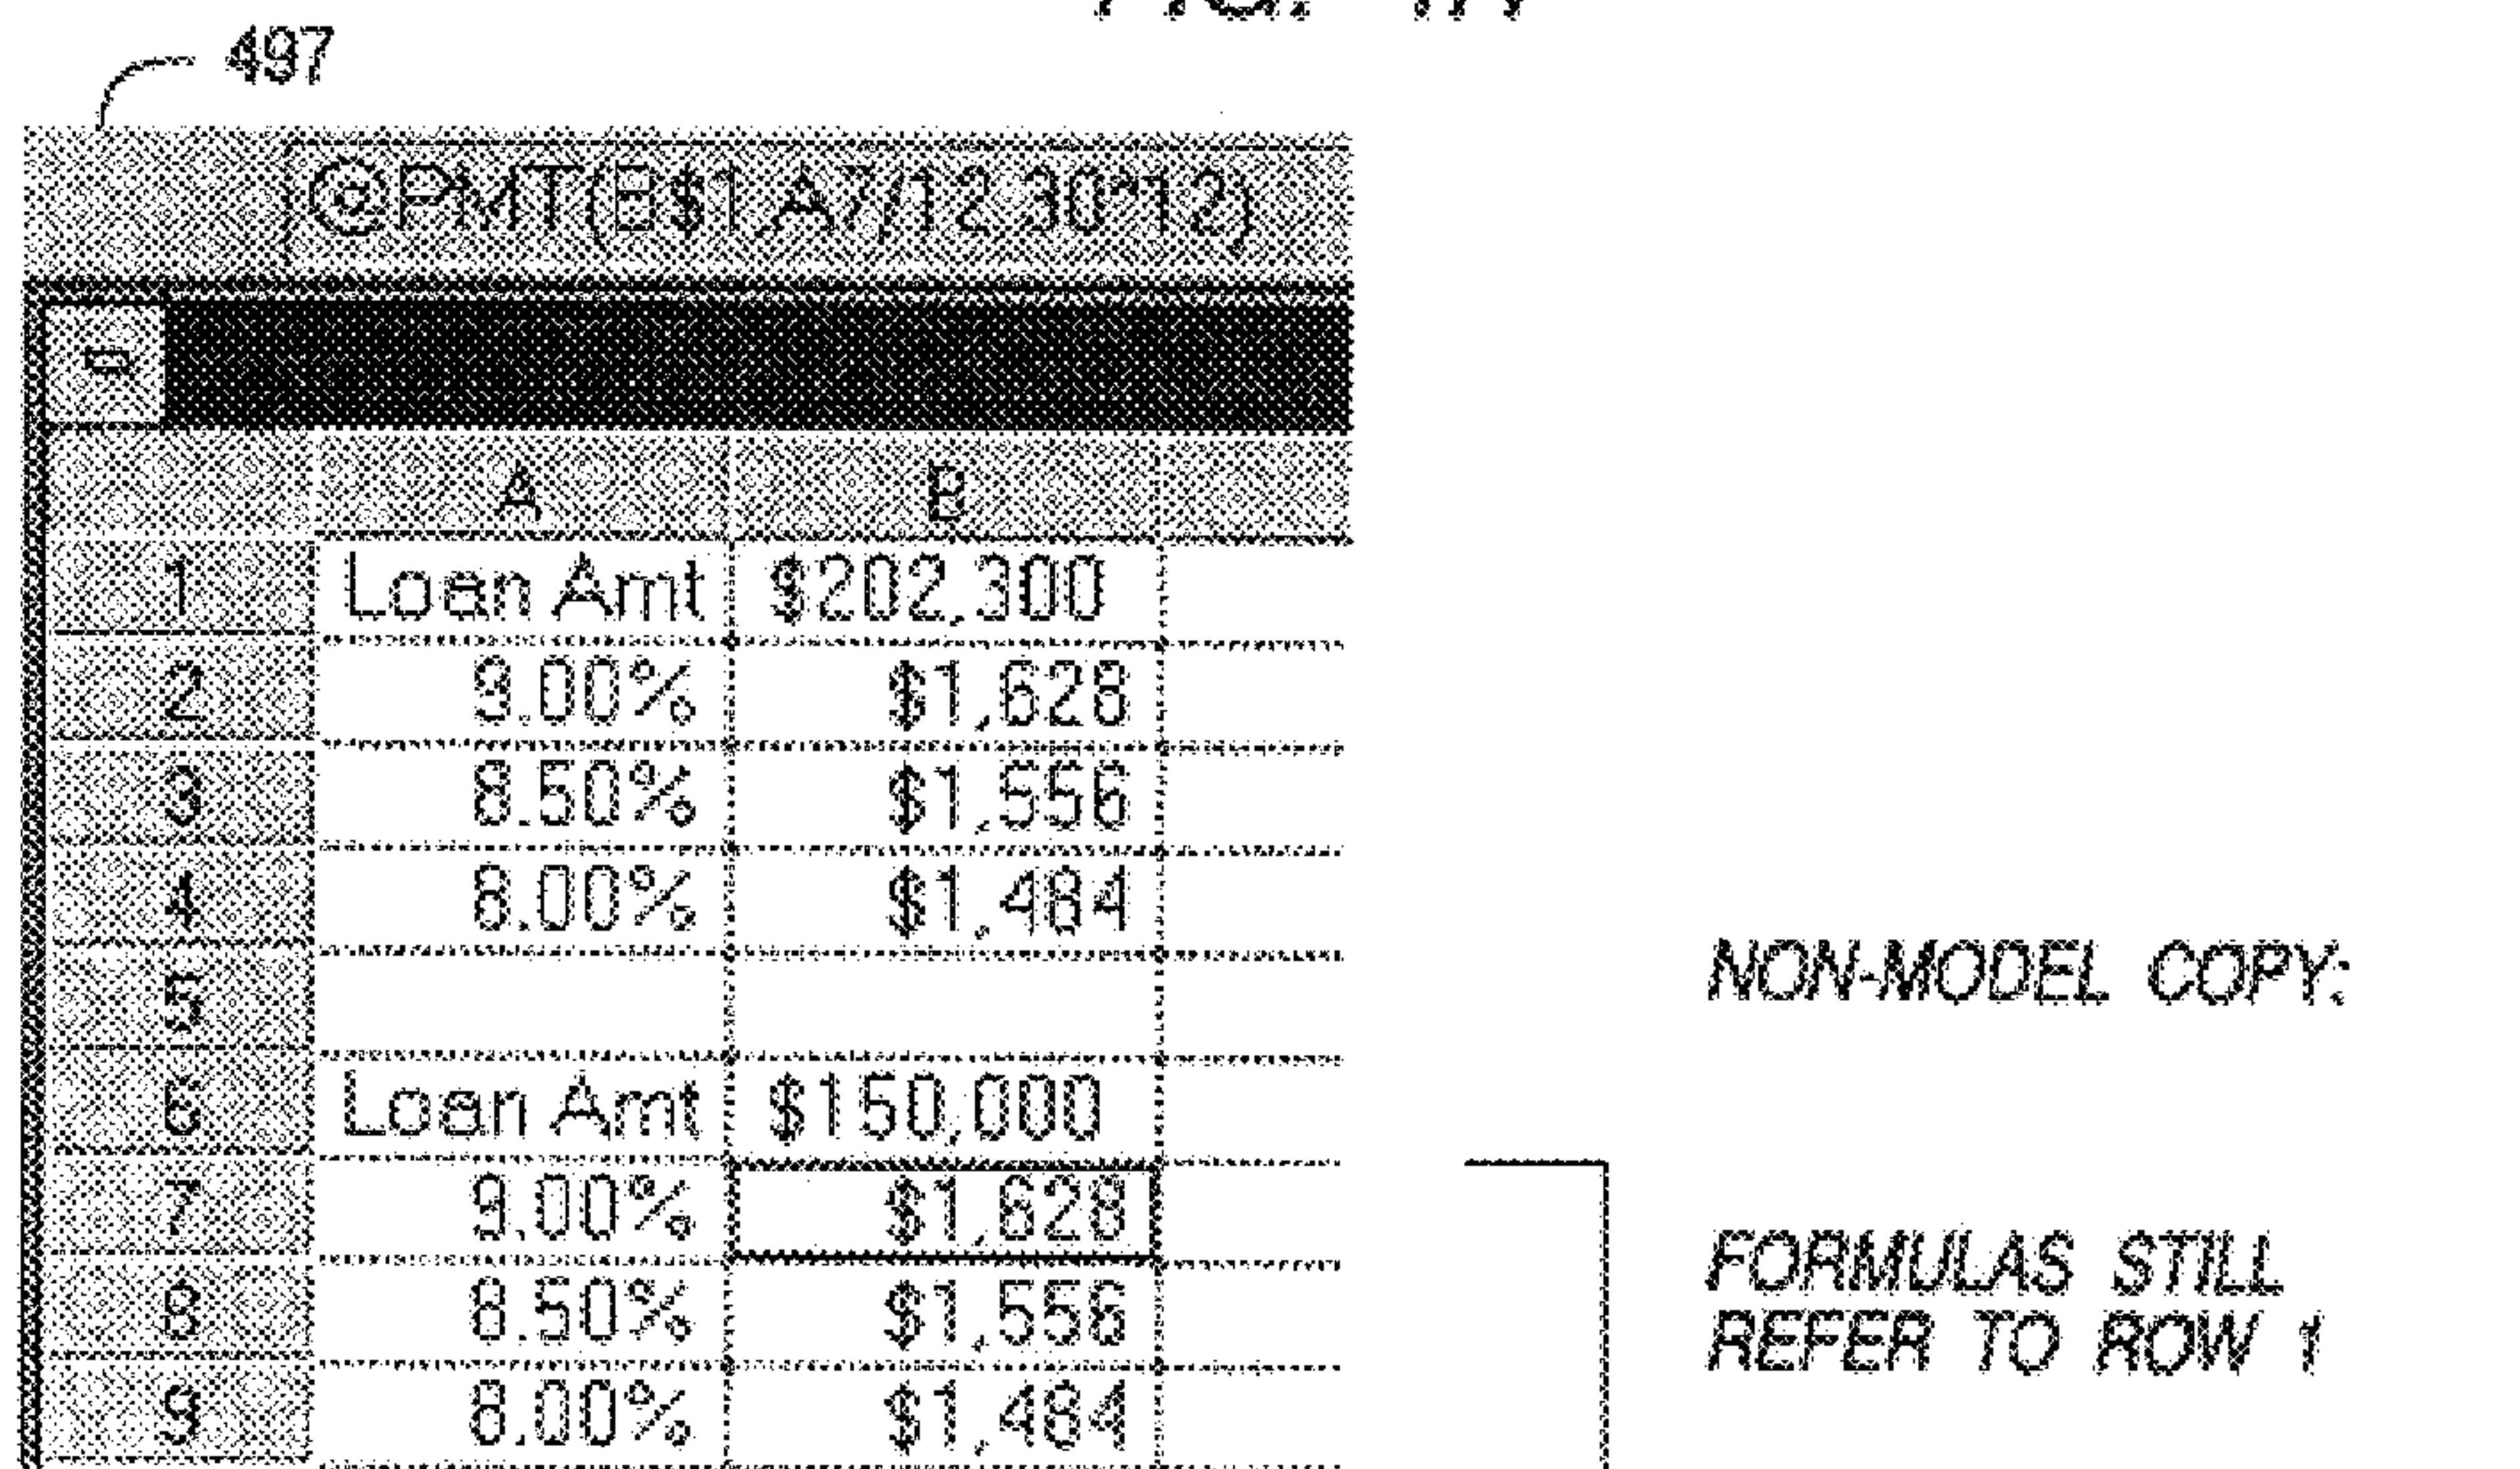 497
@PMT(B$1,A7/12,30*12)
A B
1 Loan Amt $202,300
2 9.00% $1,628
3 8.50% $1,556
4 8.00% $1,484
5
6 Loan Amt $150,000
7 9.00% $1,628
8 8.50% $1,556
9 8.00% $1,484
NON-MODEL COPY:
FORMULAS STILL
REFER TO ROW 1